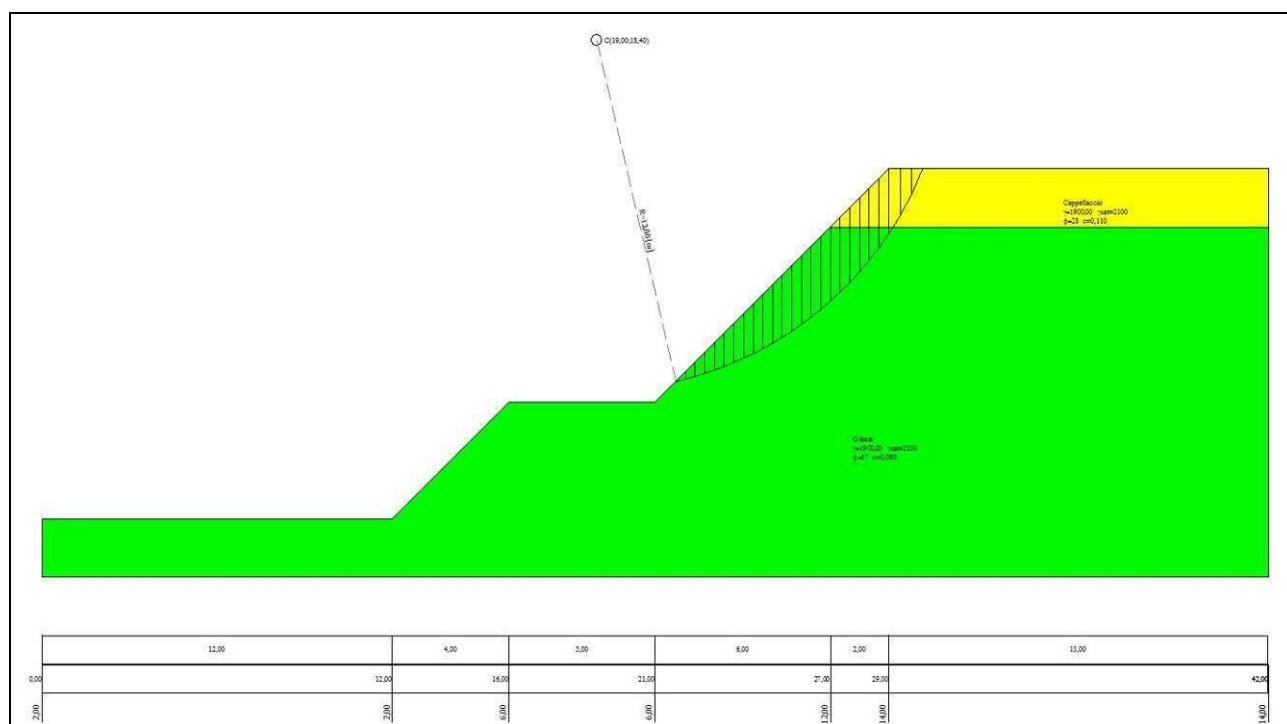 C(19,00;18,40)
R=12,00 [m]
Cappellaccio
γ=1900,00 γsat=2100
ϕ=28 c=0,110
γ=1900,00 γsat=2100
c=0,080
12,00 4,00 5,00 6,00 2,00 13,00
0,00 12,00 16,00 21,00 27,00 29,00 42,00
2,00 2,00 6,00 6,00 12,00 14,00 14,00